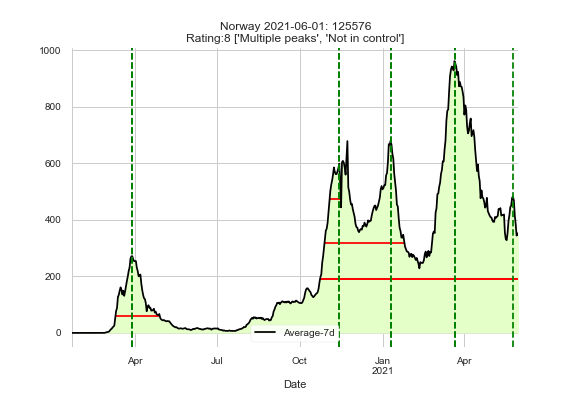 Norway 2021-06-01: 125576
Rating:8 ['Multiple peaks', 'Not in control']
1000
800
600
400
200
0
Average-7d
Apr
Jul
Oct
Jan
2021
Apr
Date